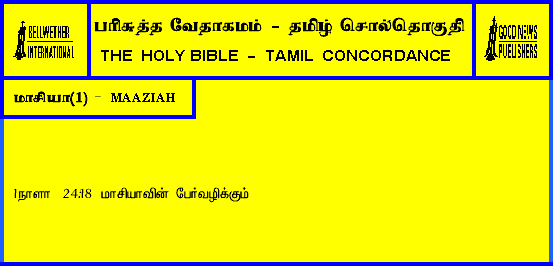 BELLWETHER INTERNATIONAL
பரிசுத்த வேதாகமம் - தமிழ் சொல்தொகுதி
THE HOLY BIBLE - TAMIL CONCORDANCE
GOOD NEWS PUBLISHERS
மாசியா(1) - MAAZIAH
1நாளா 24:18 மாசியாவின் பேர்வழிக்கும்